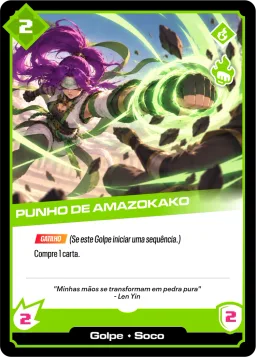 2
PUNHO DE AMAZOKAKO
GATILHO (Se este Golpe iniciar uma sequência.)
Compre 1 carta.
"Minhas mãos se transformam em pedra pura"
- Len Yin
2
2
Golpe • Soco